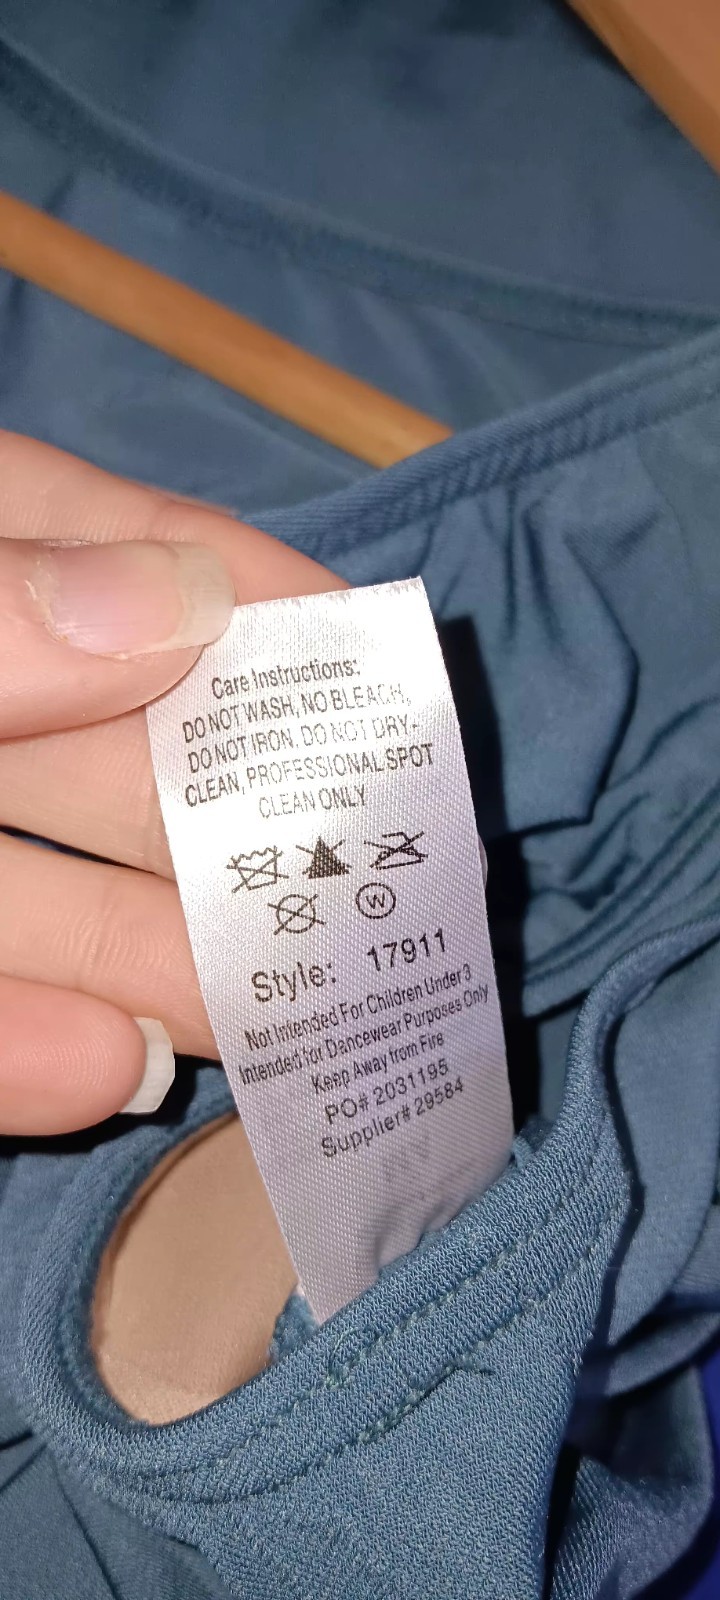 Care Instructions:
DO NOT WASH, NO BLEACH,
DO NOT IRON, DO NOT DRY-
CLEAN, PROFESSIONAL SPOT
CLEAN ONLY
W
Style: 17911
Not Intended For Children Under 3
Intended for Dancewear Purposes Only
Keep Away from Fire
PO# 2031195
Supplier# 29584